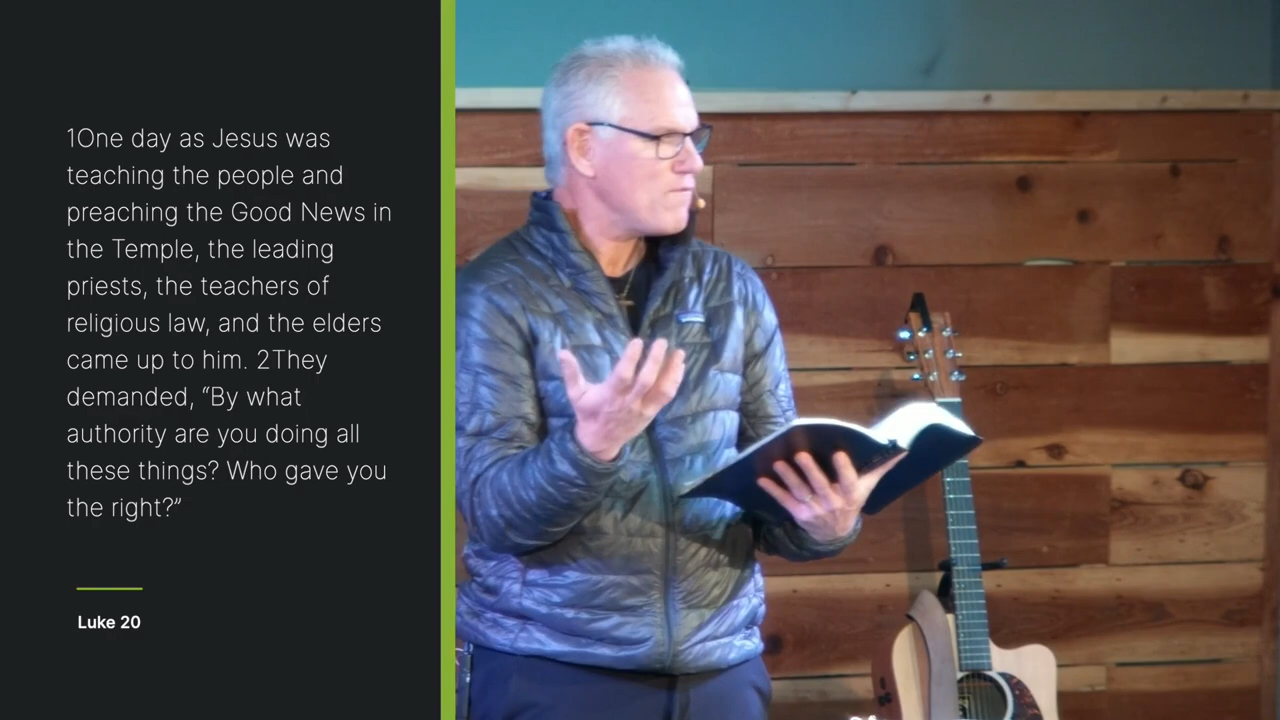 1One day as Jesus was
teaching the people and
preaching the Good News in
the Temple, the leading
priests, the teachers of
religious law, and the elders
came up to him. 2They
demanded, “By what
authority are you doing all
these things? Who gave you
the right?”
Luke 20